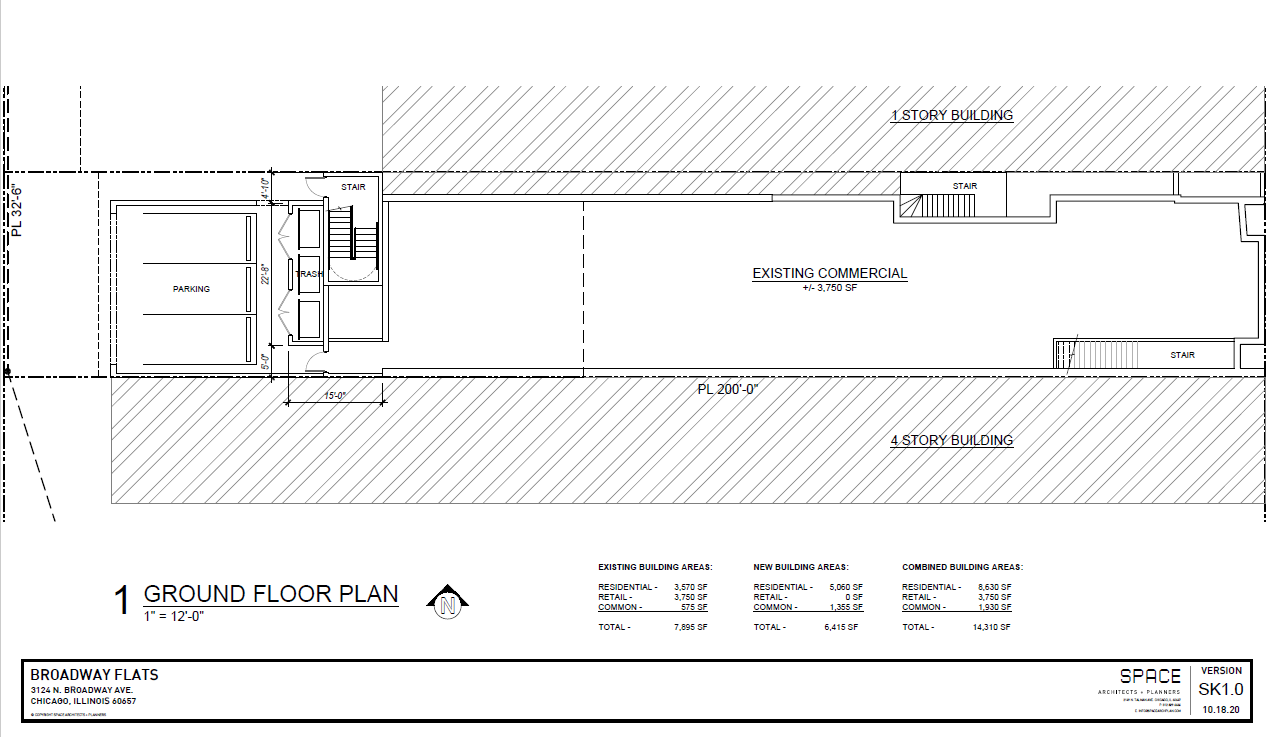 1 STORY BUILDING
PL 32'-6"
4'-10"
STAIR
STAIR
22'-8"
TRASH
PARKING
EXISTING COMMERCIAL
+/- 3,750 SF
5'-0"
STAIR
15'-0"
PL 200'-0"
4 STORY BUILDING
1 GROUND FLOOR PLAN
1" = 12'-0"
N
EXISTING BUILDING AREAS:
RESIDENTIAL - 3,570 SF
RETAIL - 3,750 SF
COMMON - 575 SF
TOTAL - 7,895 SF
NEW BUILDING AREAS:
RESIDENTIAL - 5,060 SF
RETAIL - 0 SF
COMMON - 1,355 SF
TOTAL - 6,415 SF
COMBINED BUILDING AREAS:
RESIDENTIAL - 8,630 SF
RETAIL - 3,750 SF
COMMON - 1,930 SF
TOTAL - 14,310 SF
BROADWAY FLATS
3124 N. BROADWAY AVE.
CHICAGO, ILLINOIS 60657
© COPYRIGHT SPACE ARCHITECTS + PLANNERS
SPACE
ARCHITECTS + PLANNERS
VERSION
SK1.0
10.18.20